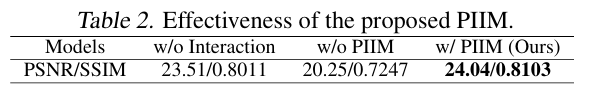 Table 2. Effectiveness of the proposed PIIM.
Models w/o Interaction w/o PIIM w/ PIIM (Ours)
PSNR/SSIM 23.51/0.8011 20.25/0.7247 24.04/0.8103